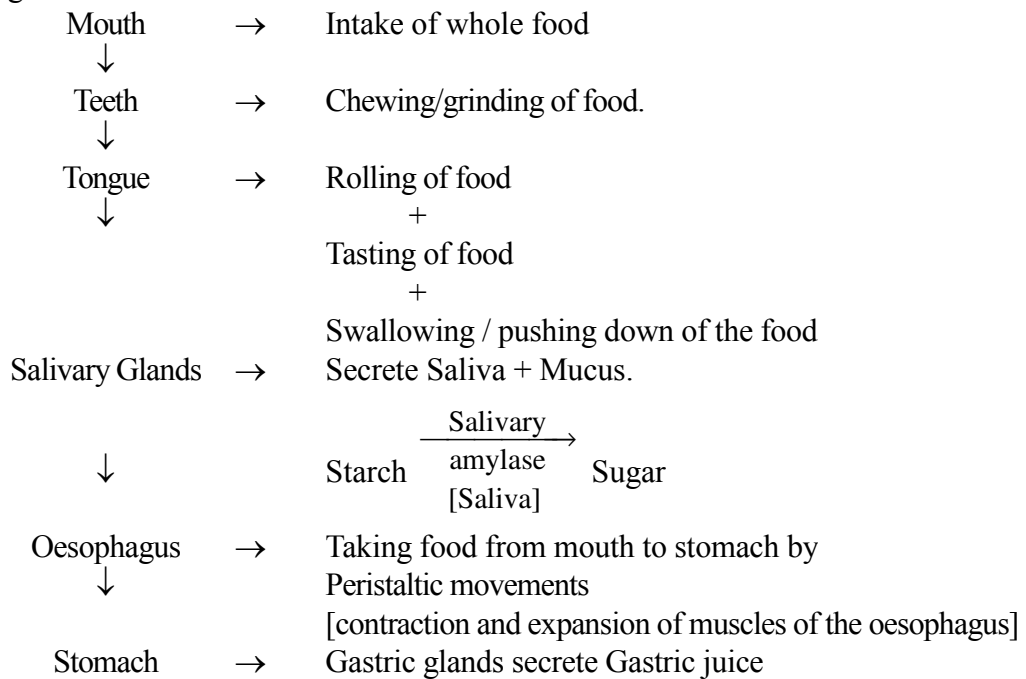 Mouth → Intake of whole food
↓
Teeth → Chewing/grinding of food.
↓
Tongue → Rolling of food
↓ +
Tasting of food
+
Swallowing / pushing down of the food
Salivary Glands → Secrete Saliva + Mucus.
Salivary
↓ Starch ⟶ amylase Sugar
[Saliva]
Oesophagus → Taking food from mouth to stomach by
↓ Peristaltic movements
[contraction and expansion of muscles of the oesophagus]
Stomach → Gastric glands secrete Gastric juice